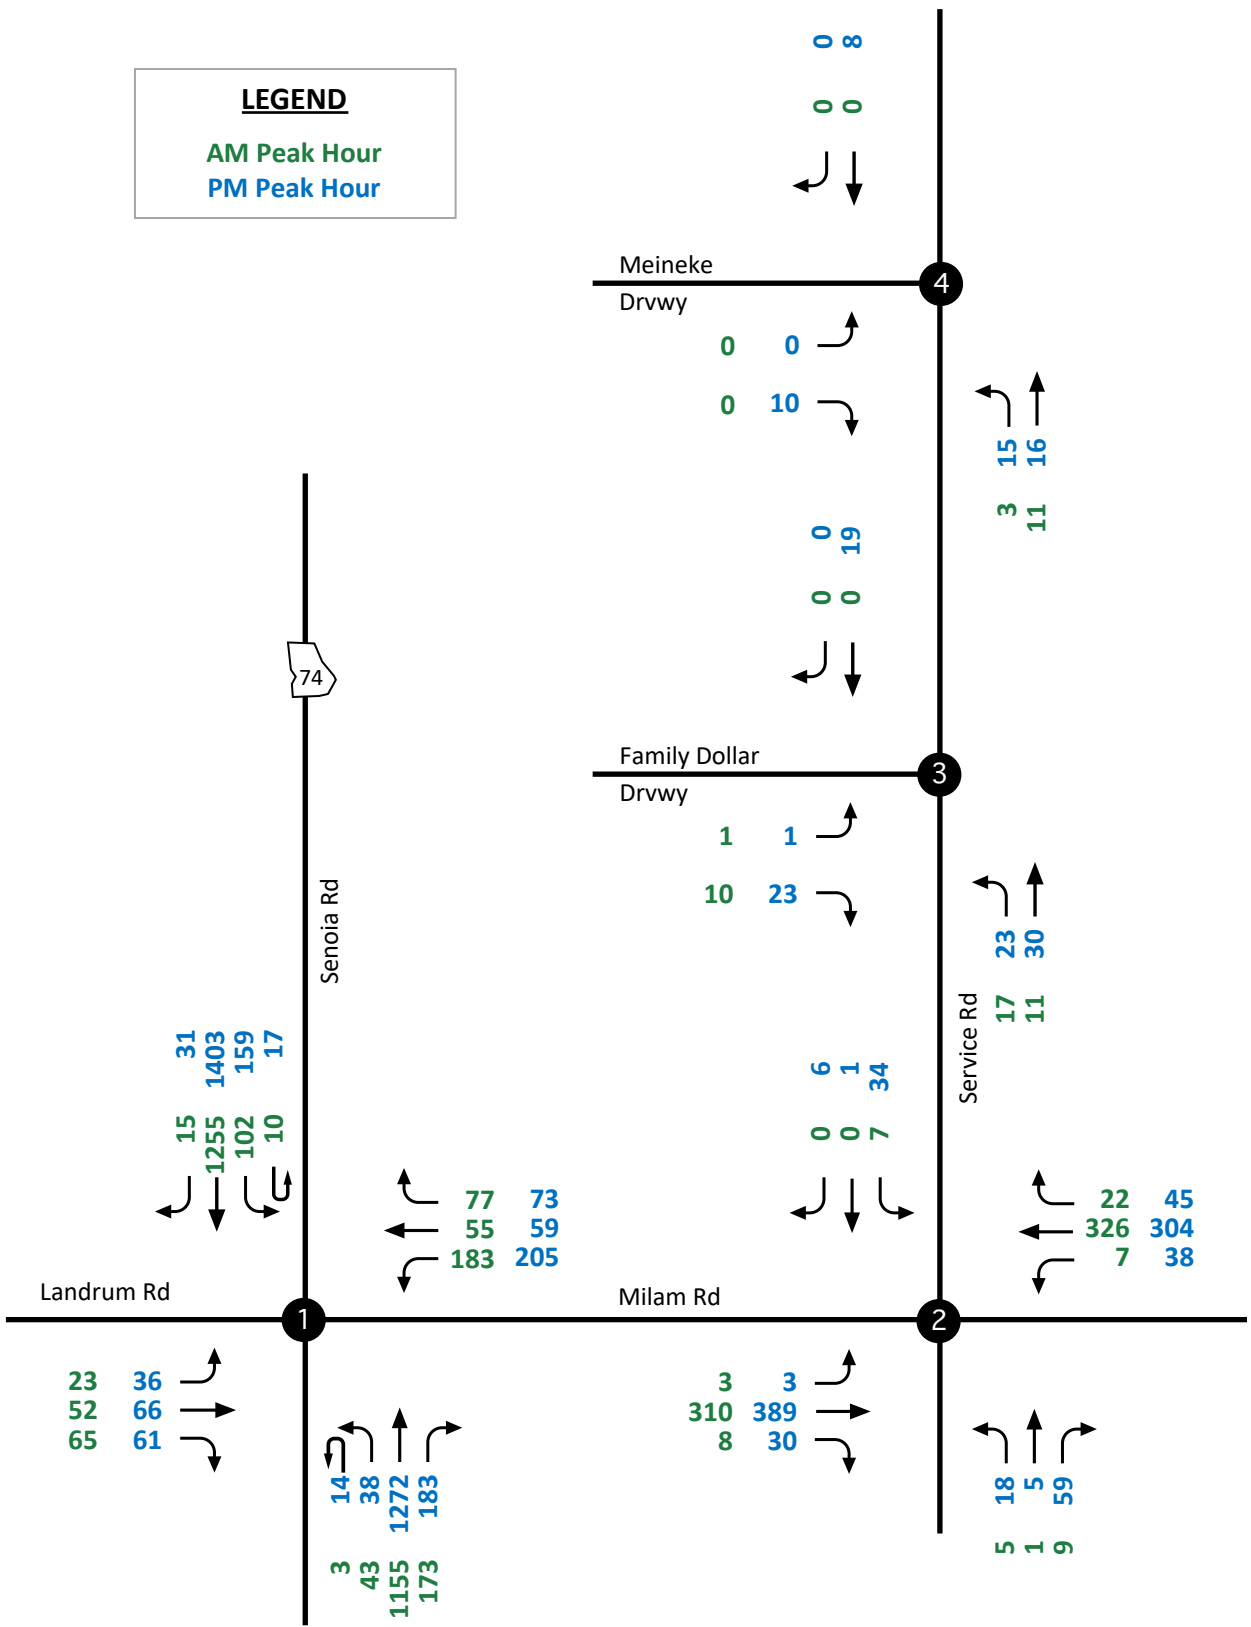 LEGEND
AM Peak Hour
PM Peak Hour
0 8
0 0
Meineke
Drvwy
4
0 0
0 10
15 16
3 11
0 19
0 0
74
Family Dollar
Drvwy
3
1 1
10 23
23 30
17 11
Senoia Rd
Service Rd
31 1403 159 17
15 1255 102 10
77 73
55 59
183 205
6 1 34
0 0 7
22 45
326 304
7 38
Landrum Rd
1
Milam Rd
2
23 36
52 66
65 61
14 38 1272 183
3 43 1155 173
3 3
310 389
8 30
18 5 59
5 1 9